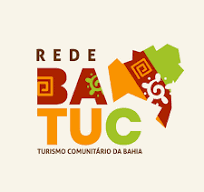 REDE
BA
TUC
TURISMO COMUNITÁRIO DA BAHIA